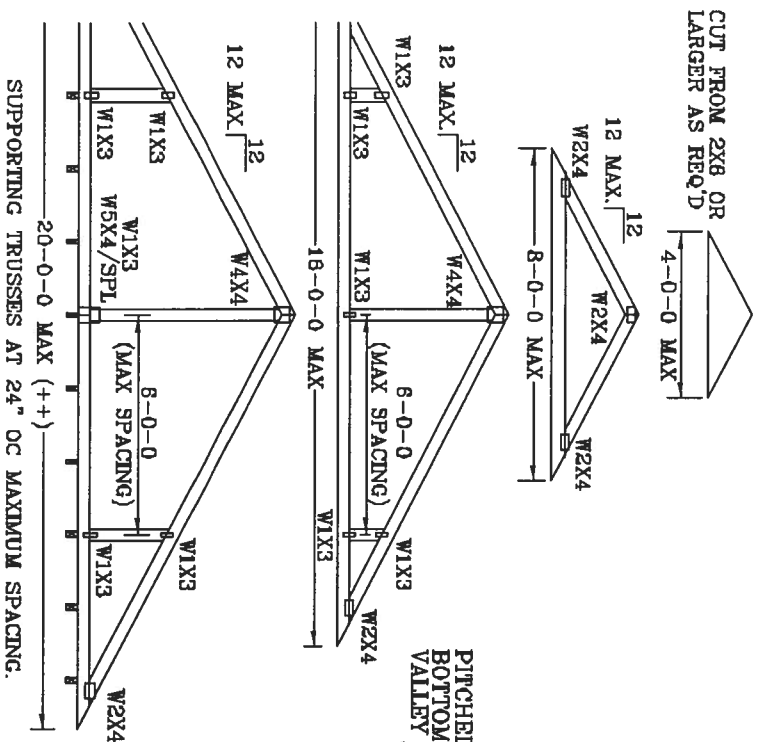 CUT FROM 2X6 OR
LARGER AS REQ'D
4-0-0 MAX
12
12 MAX.
W2X4
W2X4
W2X4
8-0-0 MAX
12
12 MAX.
W1X3
W4X4
W1X3
W1X3
6-0-0
(MAX SPACING)
W1X3
W1X3
W2X4
16-0-0 MAX
PITCHED
BOTTOM
VALLEY
12
12 MAX.
W4X4
W1X3
W1X3
W1X3
W5X4/SPL
6-0-0
(MAX SPACING)
W1X3
W1X3
W2X4
20-0-0 MAX (++)
SUPPORTING TRUSSES AT 24" OC MAXIMUM SPACING.